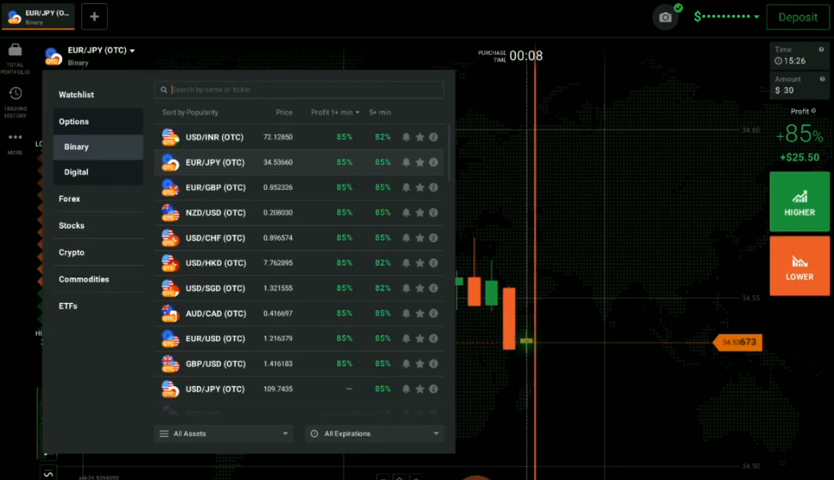 EUR/JPY (O...
Binary
$•••••••••••
Deposit
TOTAL
PORTFOLIO
TRADING
HISTORY
MORE
EUR/JPY (OTC)
Binary
PURCHASE
TIME
00:08
Watchlist
Options
Binary
Digital
Forex
Stocks
Crypto
Commodities
ETFs
Search by name or ticker
Sort by Popularity Price Profit 1+ min 5+ min
USD/INR (OTC) 72.12850 85% 82%
EUR/JPY (OTC) 34.53660 85% 85%
EUR/GBP (OTC) 0.852326 85% 85%
NZD/USD (OTC) 0.208030 85% 85%
USD/CHF (OTC) 0.896574 85% 85%
USD/HKD (OTC) 7.762895 85% 82%
USD/SGD (OTC) 1.321555 85% 82%
AUD/CAD (OTC) 0.416697 85% 85%
EUR/USD (OTC) 1.216379 85% 85%
GBP/USD (OTC) 1.416183 85% 85%
USD/JPY (OTC) 109.7435 — 85%
All Assets
All Expirations
34.60
34.55
34.53673
34.50
Time
15:26
Amount
$ 30
Profit
+85%
+$25.50
HIGHER
LOWER